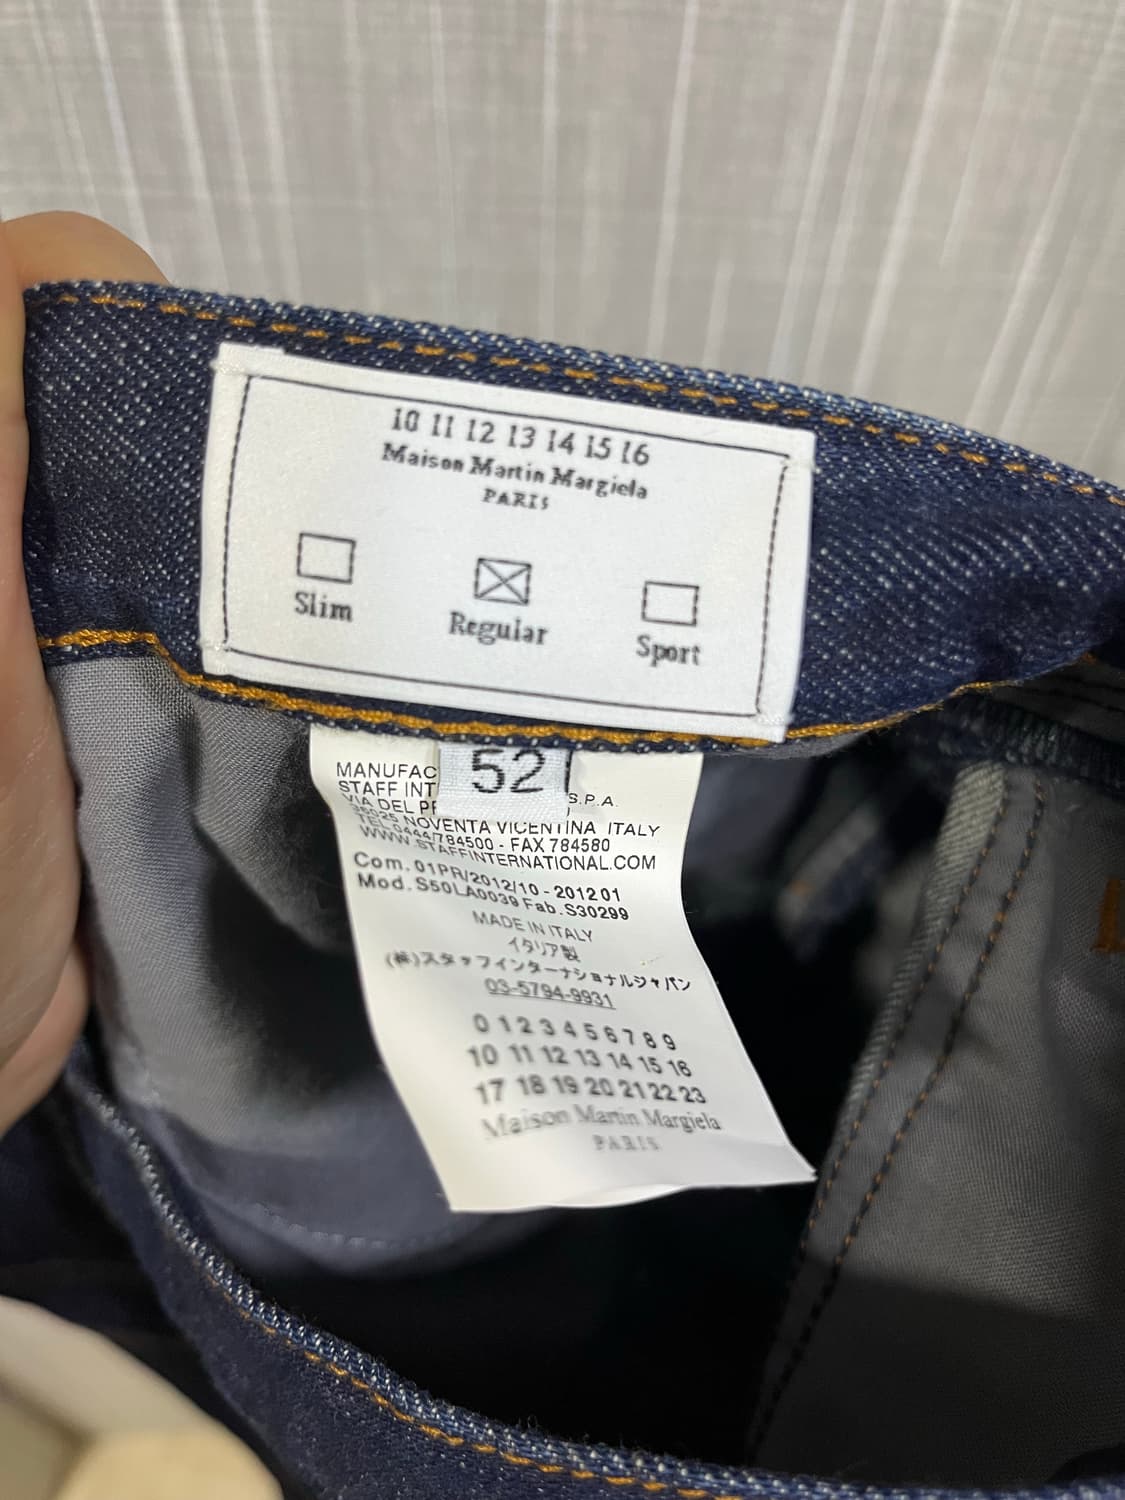 10 11 12 13 14 15 16
Maison Martin Margiela
PARIS
Slim
Regular
Sport
52
MANUFAC
STAFF INT S.P.A.
VIA DEL PR
36025 NOVENTA VICENTINA ITALY
TEL 0444/784500 - FAX 784580
WWW.STAFFINTERNATIONAL.COM
Com. 01PR/2012/10 - 201201
Mod. S50LA0039 Fab. S30299
MADE IN ITALY
イタリア製
(株)スタッフインターナショナルジャパン
03-5794-9931
0 1 2 3 4 5 6 7 8 9
10 11 12 13 14 15 16
17 18 19 20 21 22 23
Maison Martin Margiela
PARIS